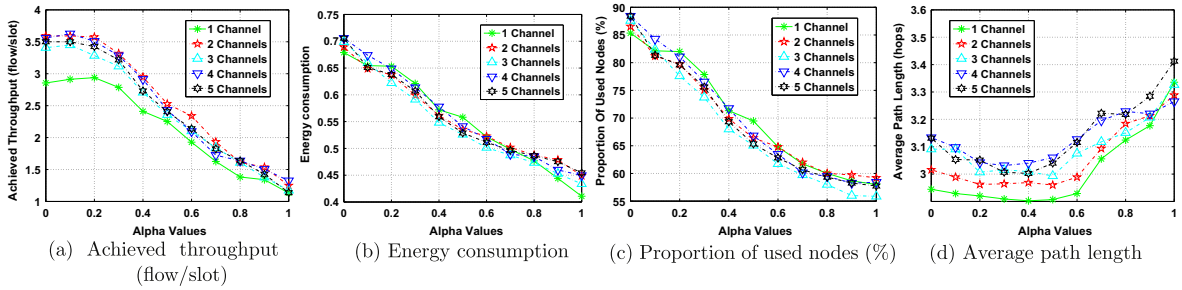 4
3.5
3
2.5
2
1.5
1
0
0.2
0.4
0.6
0.8
1
Achieved Throughput (flow/slot)
Alpha Values
1 Channel
2 Channels
3 Channels
4 Channels
5 Channels
(a) Achieved throughput
(flow/slot)
0.75
0.7
0.65
0.6
0.55
0.5
0.45
0.4
0
0.2
0.4
0.6
0.8
1
Energy consumption
Alpha Values
1 Channel
2 Channels
3 Channels
4 Channels
5 Channels
(b) Energy consumption
90
85
80
75
70
65
60
55
0
0.2
0.4
0.6
0.8
1
Proportion Of Used Nodes (%)
Alpha Values
1 Channel
2 Channels
3 Channels
4 Channels
5 Channels
(c) Proportion of used nodes (%)
3.6
3.5
3.4
3.3
3.2
3.1
3
0
0.2
0.4
0.6
0.8
1
Average Path Length (hops)
Alpha Values
1 Channel
2 Channels
3 Channels
4 Channels
5 Channels
(d) Average path length